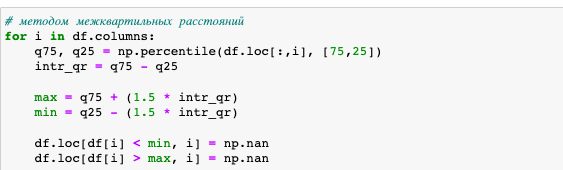 # методом межквартильных расстояний
for i in df.columns:
    q75, q25 = np.percentile(df.loc[:,i], [75,25])
    intr_qr = q75 - q25

    max = q75 + (1.5 * intr_qr)
    min = q25 - (1.5 * intr_qr)

    df.loc[df[i] < min, i] = np.nan
    df.loc[df[i] > max, i] = np.nan